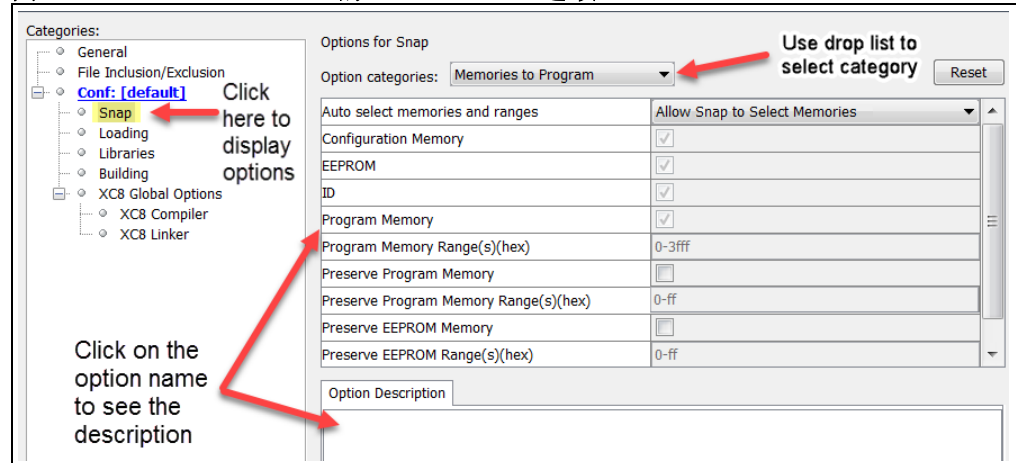 Categories:
General
File Inclusion/Exclusion
Conf: [default]
Snap
Loading
Libraries
Building
XC8 Global Options
XC8 Compiler
XC8 Linker
Click
here to
display
options
Click on the
option name
to see the
description
Options for Snap
Option categories: Memories to Program
Use drop list to
select category
Reset
Auto select memories and ranges Allow Snap to Select Memories
Configuration Memory
EEPROM
ID
Program Memory
Program Memory Range(s)(hex) 0-3fff
Preserve Program Memory
Preserve Program Memory Range(s)(hex) 0-ff
Preserve EEPROM Memory
Preserve EEPROM Range(s)(hex) 0-ff
Option Description